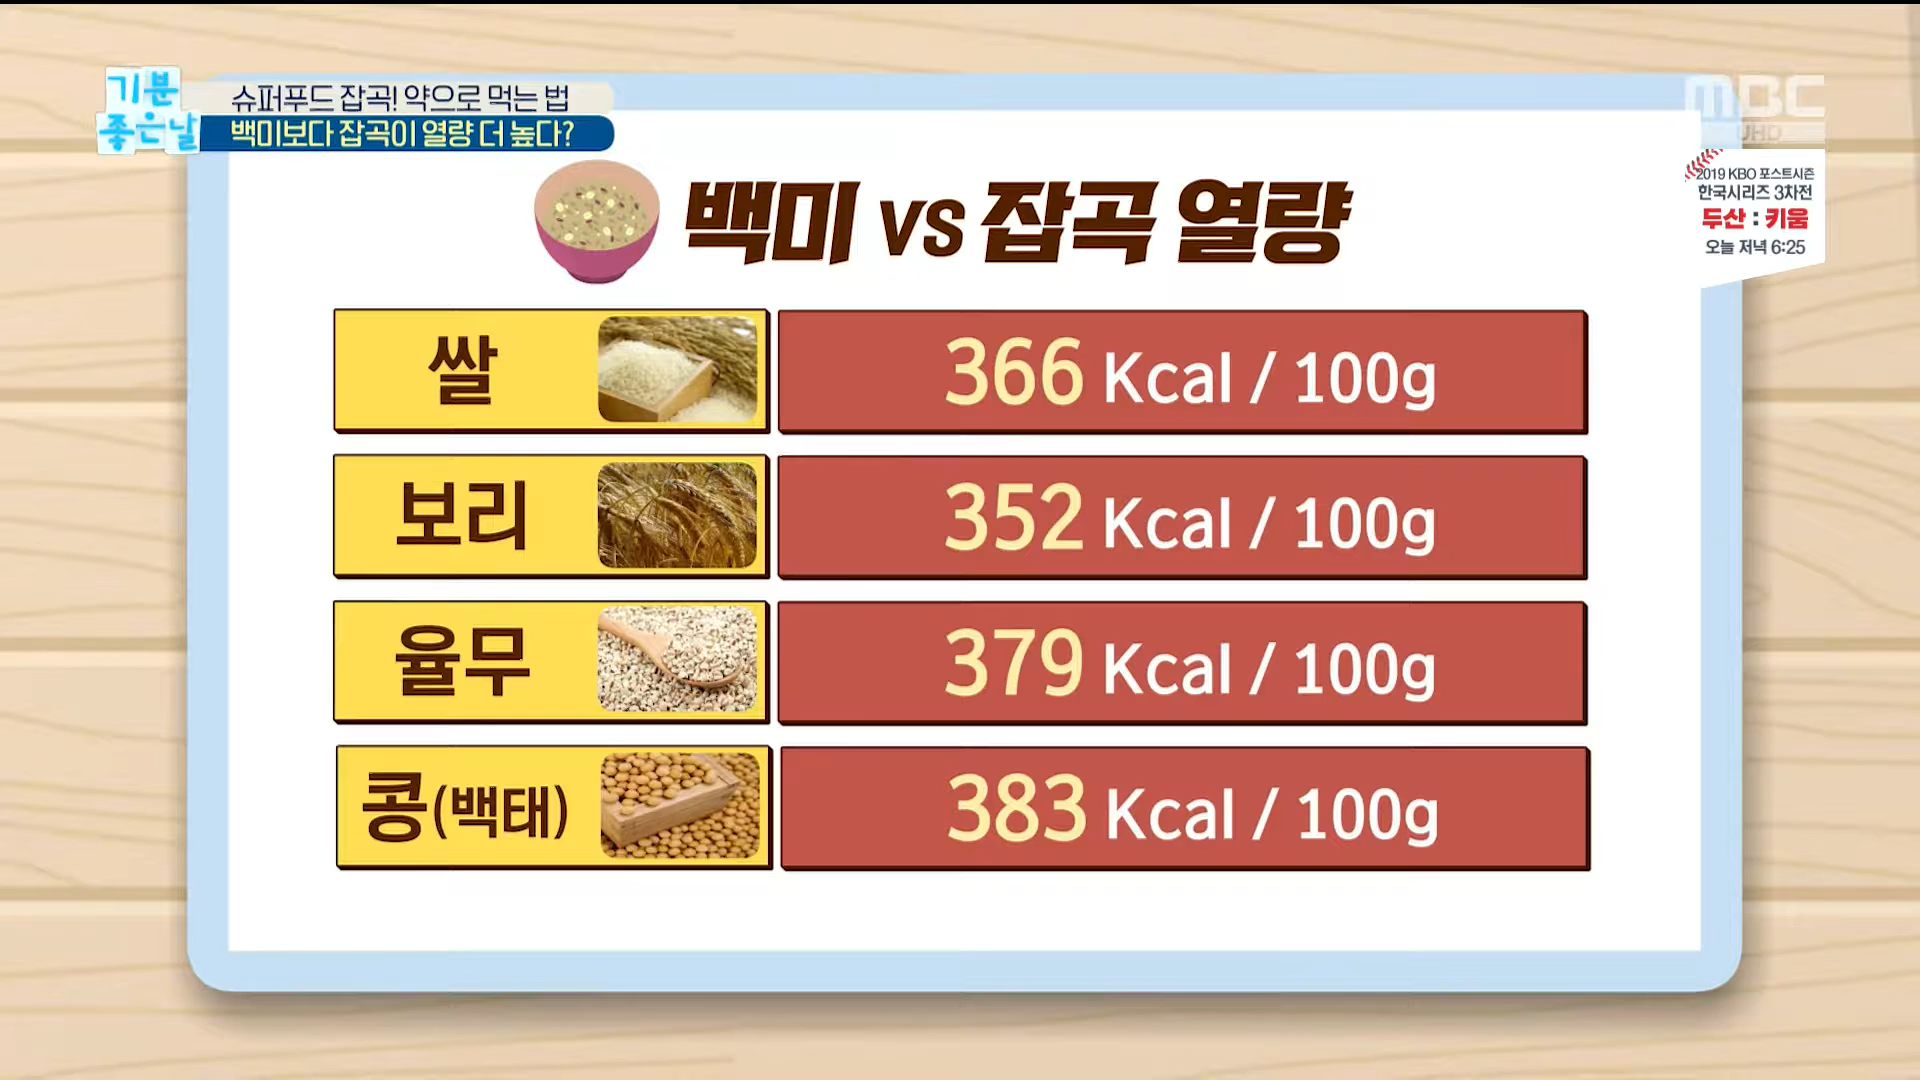 기분
좋은날
슈퍼푸드 잡곡! 약으로 먹는 법
백미보다 잡곡이 열량 더 높다?
MBC
UHD
2019 KBO 포스트시즌
한국시리즈 3차전
두산 : 키움
오늘 저녁 6:25
백미 vs 잡곡 열량
쌀 366 Kcal / 100g
보리 352 Kcal / 100g
율무 379 Kcal / 100g
콩(백태) 383 Kcal / 100g